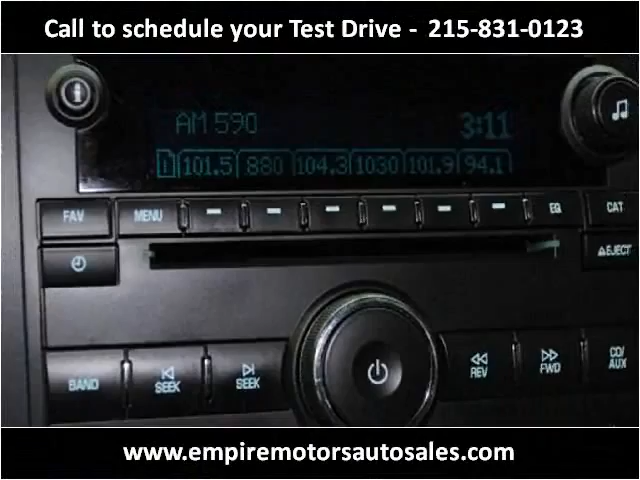 Call to schedule your Test Drive - 215-831-0123
AM 590 3:11
1 101.5 880 104.3 1030 101.9 94.1
FAV MENU EQ CAT
EJECT
BAND SEEK SEEK REV FWD CD/
AUX
www.empiremotorsautosales.com